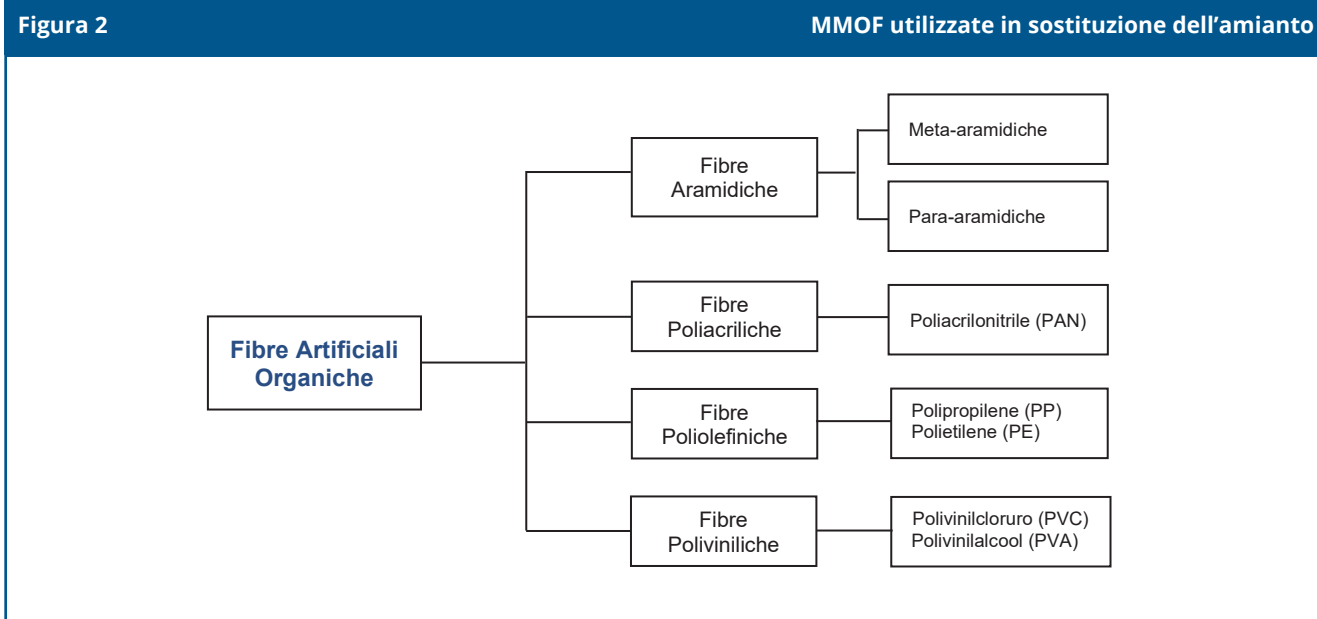 Figura 2
MMOF utilizzate in sostituzione dell’amianto
Fibre Artificiali
Organiche
Fibre
Aramidiche
Meta-aramidiche
Para-aramidiche
Fibre
Poliacriliche
Poliacrilonitrile (PAN)
Fibre
Poliolefiniche
Polipropilene (PP)
Polietilene (PE)
Fibre
Poliviniliche
Polivinilcloruro (PVC)
Polivinilalcool (PVA)